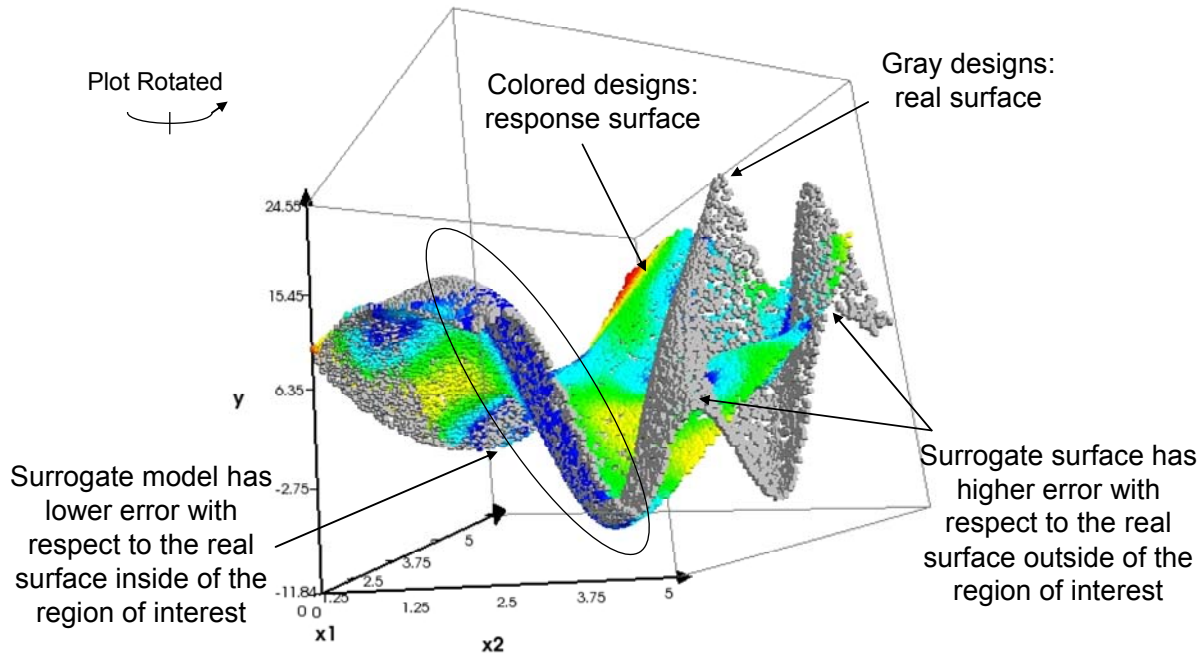 Plot Rotated
Colored designs:
response surface
Gray designs:
real surface
24.55
15.45
6.35
-2.75
-11.84
y
0 0
1.25
2.5
3.75
5
x1
1.25
2.5
3.75
5
x2
Surrogate model has
lower error with
respect to the real
surface inside of the
region of interest
Surrogate surface has
higher error with
respect to the real
surface outside of the
region of interest